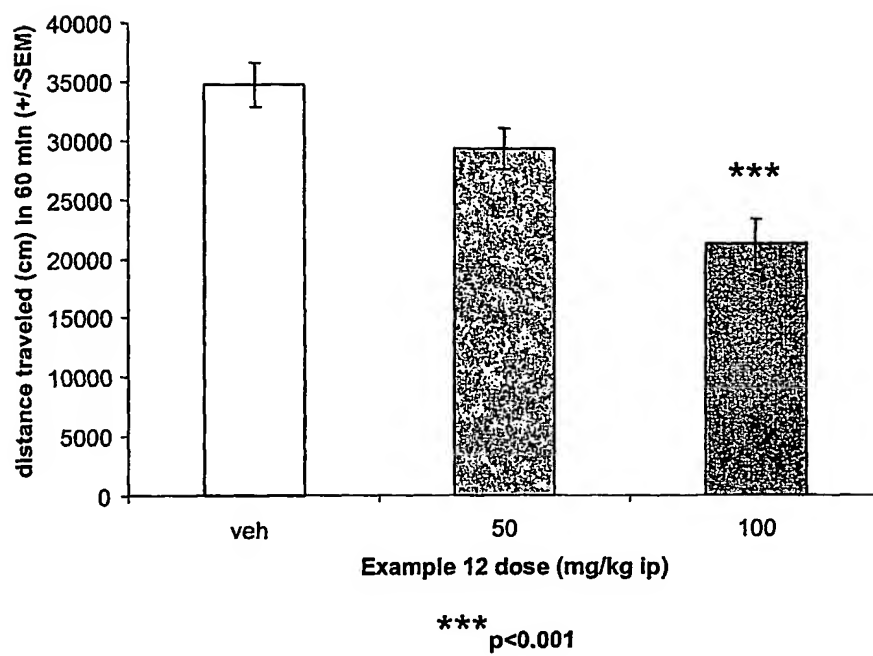 distance traveled (cm) in 60 min (+/-SEM)
40000
35000
30000
25000
20000
15000
10000
5000
0
***
veh 50 100
Example 12 dose (mg/kg ip)
***p<0.001